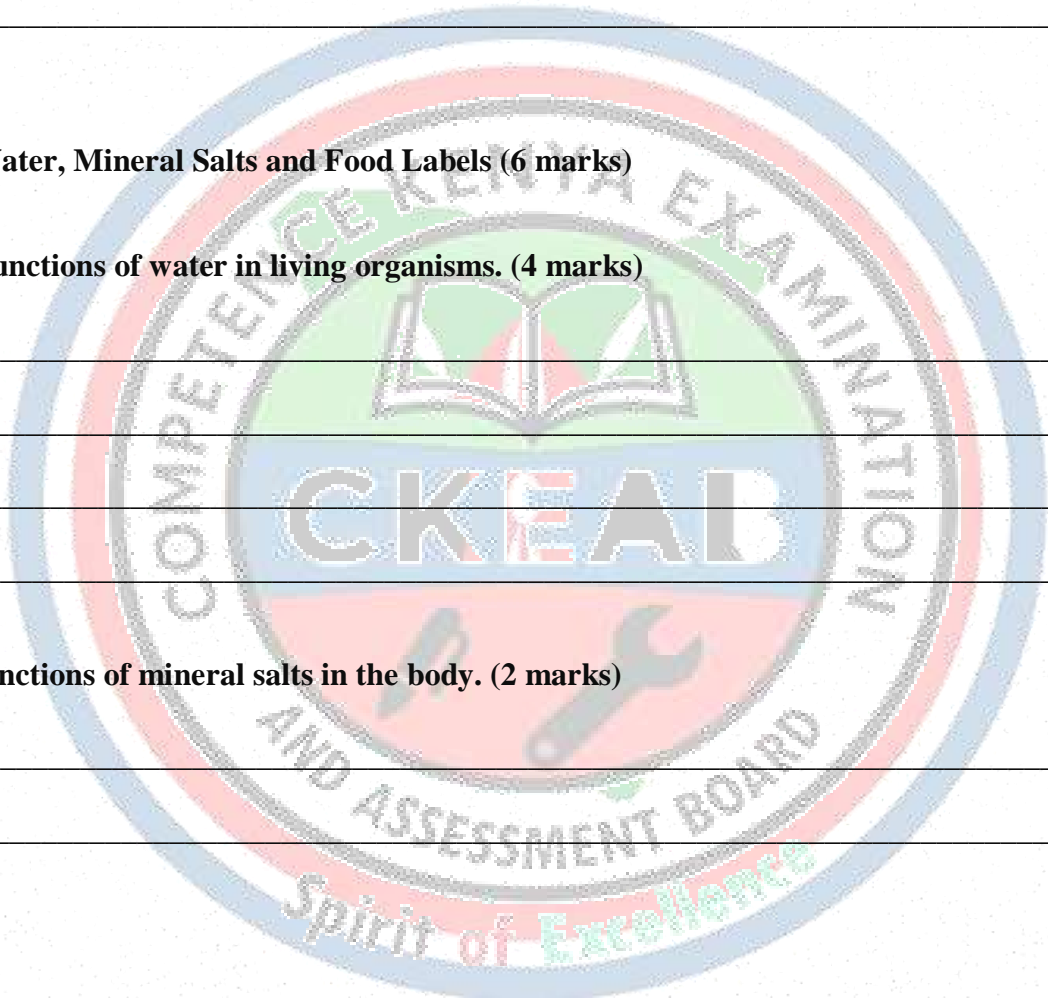 ater, Mineral Salts and Food Labels (6 marks)
unctions of water in living organisms. (4 marks)
nctions of mineral salts in the body. (2 marks)
COMPETENCE KENYA EXAMINATION
CKEAB
AND ASSESSMENT BOARD
Spirit of Excellence